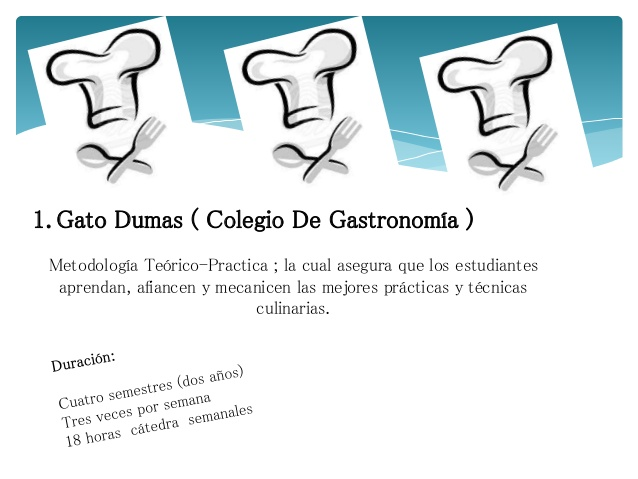 1. Gato Dumas ( Colegio De Gastronomía )
Metodología Teórico-Practica ; la cual asegura que los estudiantes
aprendan, afiancen y mecanicen las mejores prácticas y técnicas
culinarias.
Duración:
Cuatro semestres (dos años)
Tres veces por semana
18 horas cátedra semanales